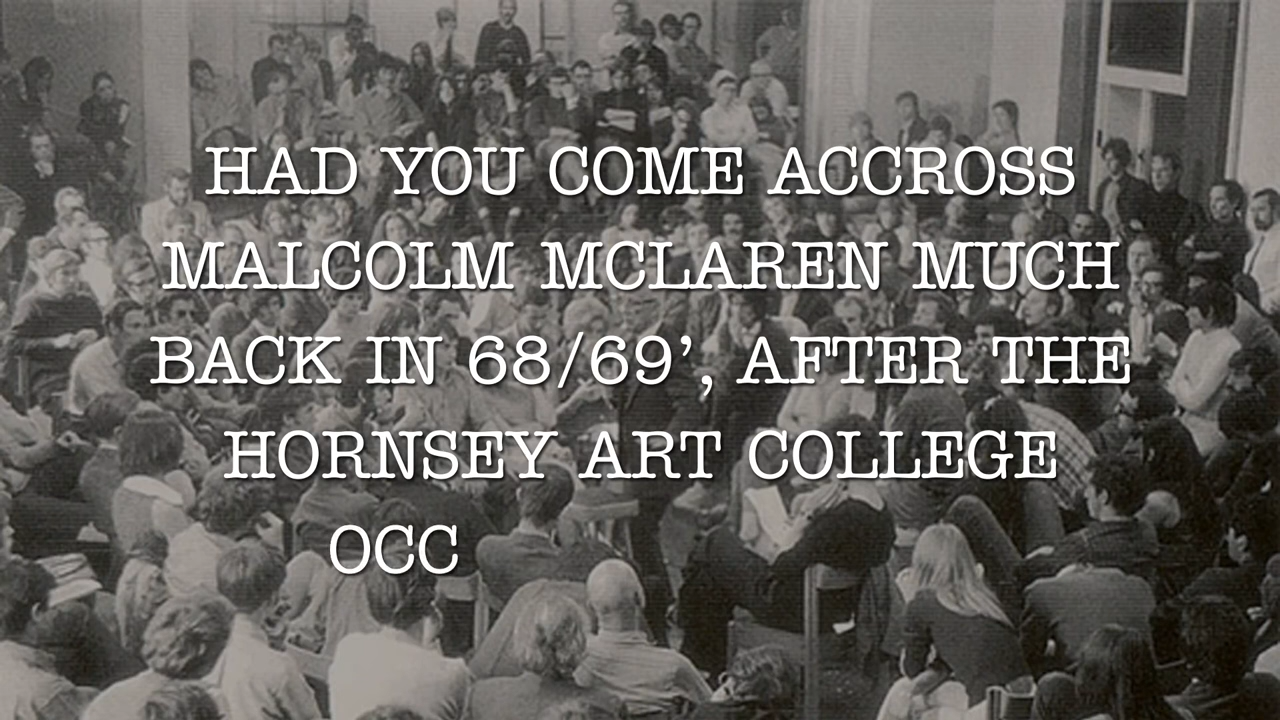 HAD YOU COME ACCROSS
MALCOLM MCLAREN MUCH
BACK IN 68/69’, AFTER THE
HORNSEY ART COLLEGE
OCC